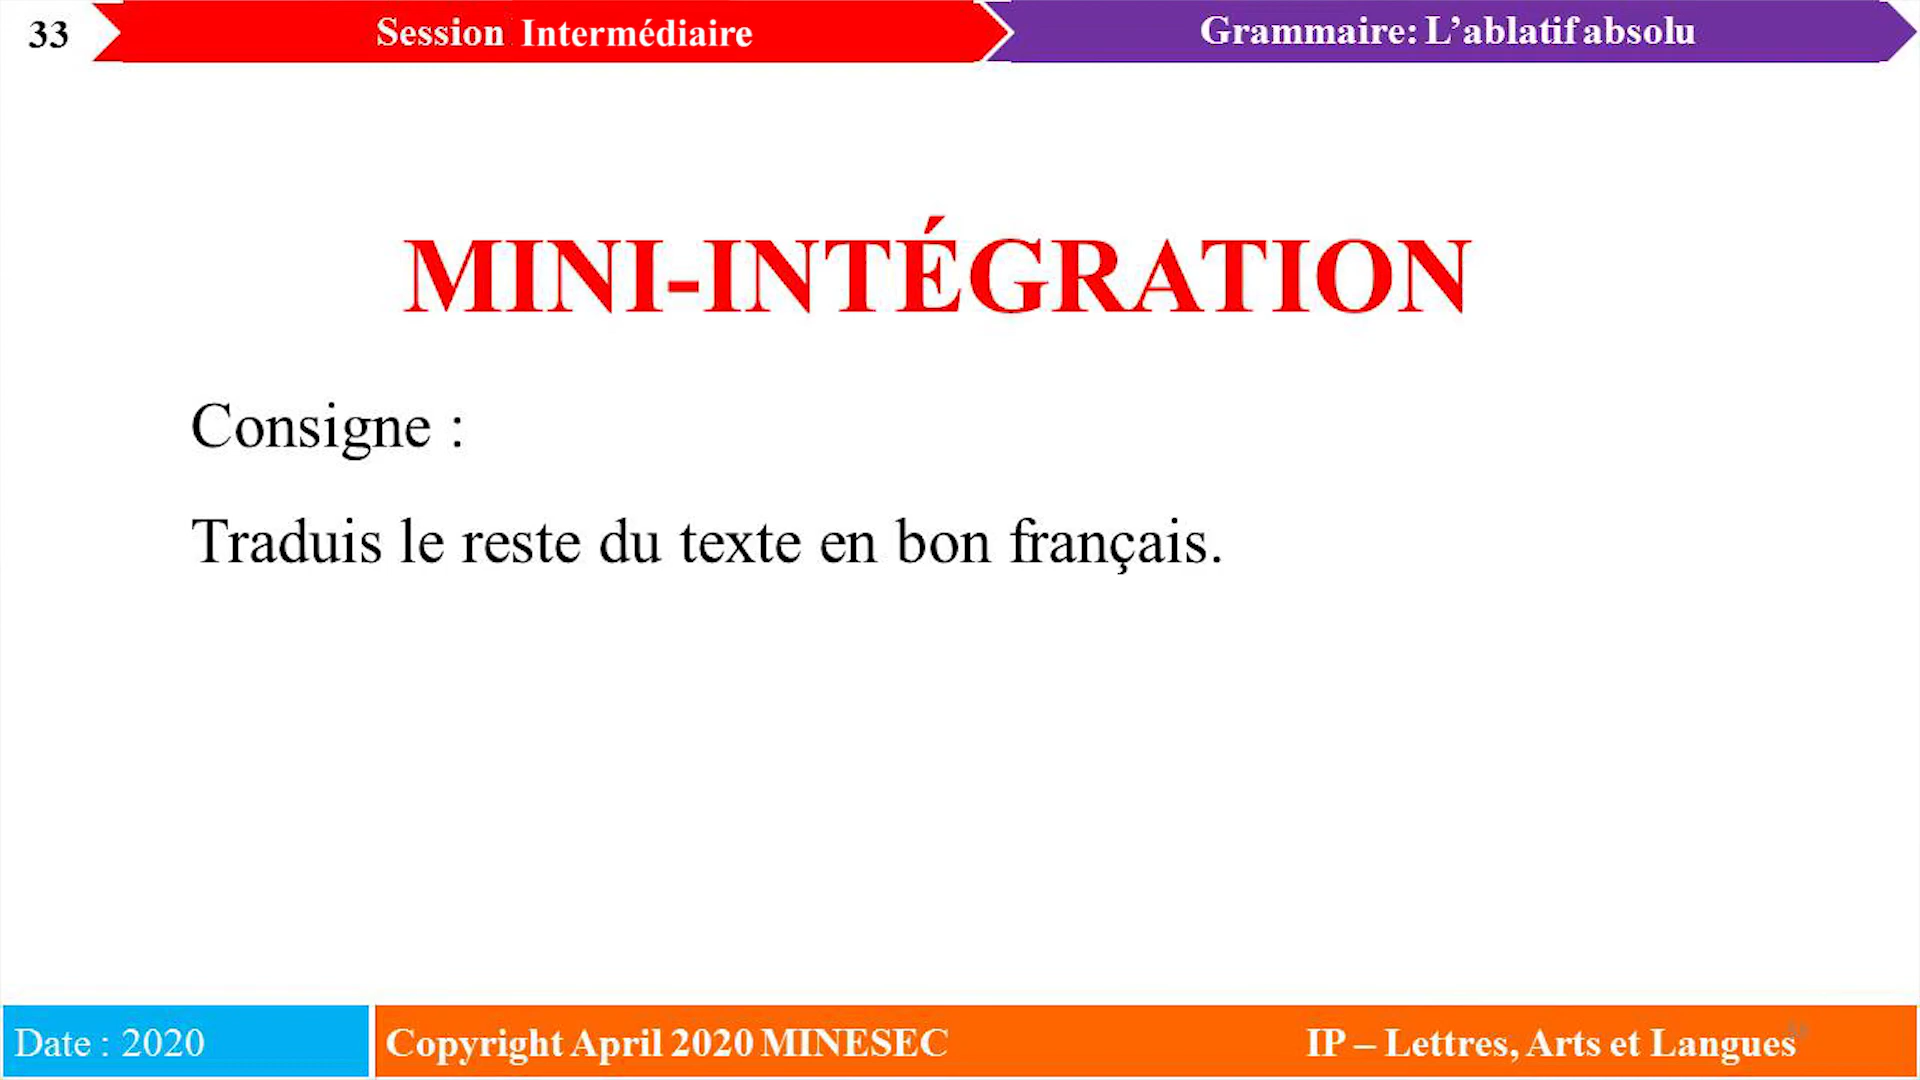 33
Session Intermédiaire
Grammaire: L’ablatif absolu
MINI-INTÉGRATION
Consigne :
Traduis le reste du texte en bon français.
Date : 2020
Copyright April 2020 MINESEC
IP – Lettres, Arts et Langues